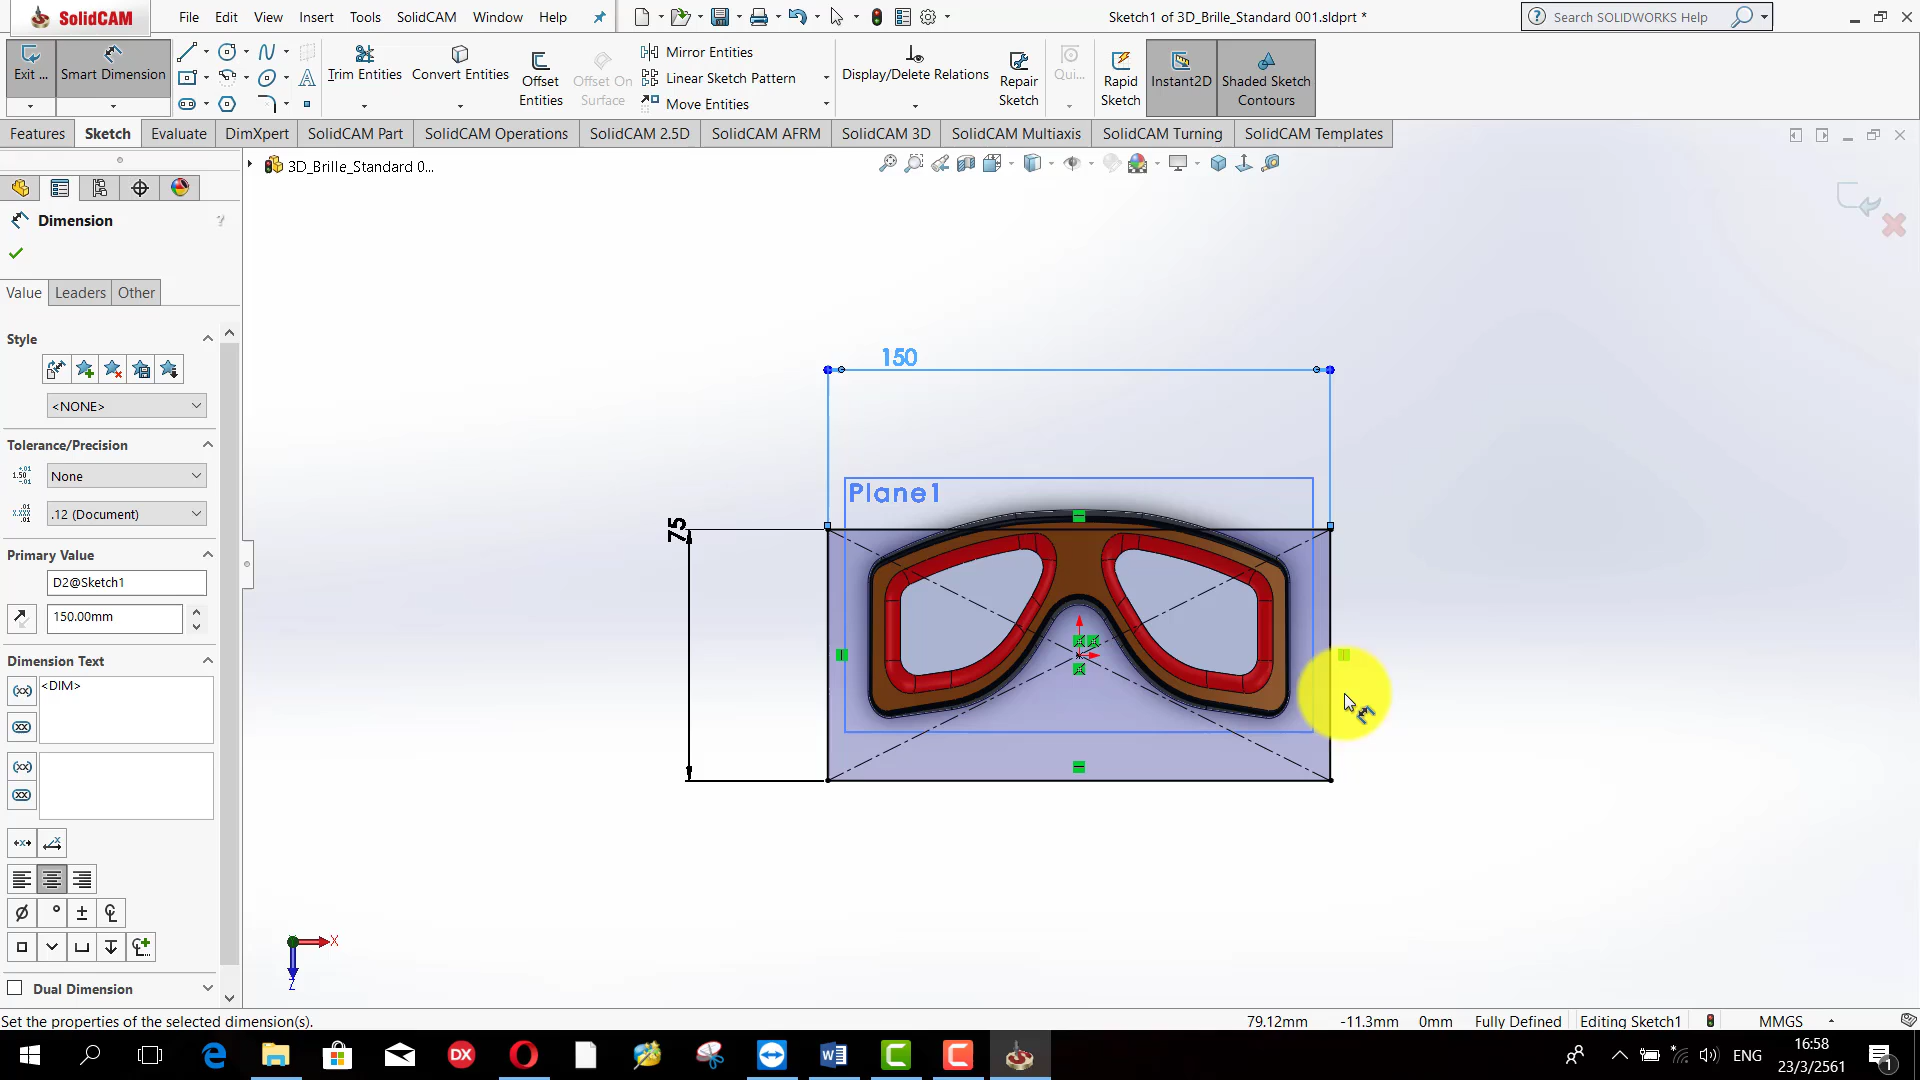 SolidCAM
File Edit View Insert Tools SolidCAM Window Help
Sketch1 of 3D_Brille_Standard 001.sldprt *
Search SOLIDWORKS Help
Exit ...
Smart Dimension
Trim Entities
Convert Entities
Offset Entities
Offset On Surface
Mirror Entities
Linear Sketch Pattern
Move Entities
Display/Delete Relations
Repair Sketch
Qui...
Rapid Sketch
Instant2D
Shaded Sketch Contours
Features Sketch Evaluate DimXpert SolidCAM Part SolidCAM Operations SolidCAM 2.5D SolidCAM AFRM SolidCAM 3D SolidCAM Multiaxis SolidCAM Turning SolidCAM Templates
3D_Brille_Standard 0...
Dimension
?
Value Leaders Other
Style
<NONE>
Tolerance/Precision
None
.12 (Document)
Primary Value
D2@Sketch1
150.00mm
Dimension Text
<DIM>
Dual Dimension
150
Plane1
75
X
Z
Set the properties of the selected dimension(s).
79.12mm -11.3mm 0mm Fully Defined Editing Sketch1 MMGS
DX
ENG
16:58
23/3/2561
1